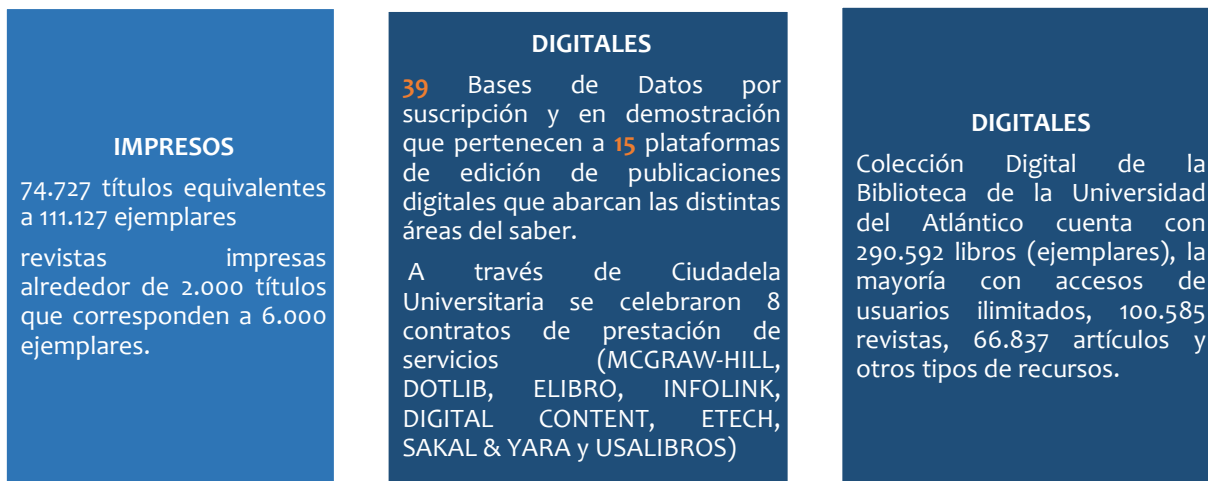 IMPRESOS
74.727 títulos equivalentes
a 111.127 ejemplares
revistas impresas
alrededor de 2.000 títulos
que corresponden a 6.000
ejemplares.
DIGITALES
39 Bases de Datos por
suscripción y en demostración
que pertenecen a 15 plataformas
de edición de publicaciones
digitales que abarcan las distintas
áreas del saber.
A través de Ciudadela
Universitaria se celebraron 8
contratos de prestación de
servicios (MCGRAW-HILL,
DOTLIB, ELIBRO, INFOLINK,
DIGITAL CONTENT, ETECH,
SAKAL & YARA y USALIBROS)
DIGITALES
Colección Digital de la
Biblioteca de la Universidad
del Atlántico cuenta con
290.592 libros (ejemplares), la
mayoría con accesos de
usuarios ilimitados, 100.585
revistas, 66.837 artículos y
otros tipos de recursos.